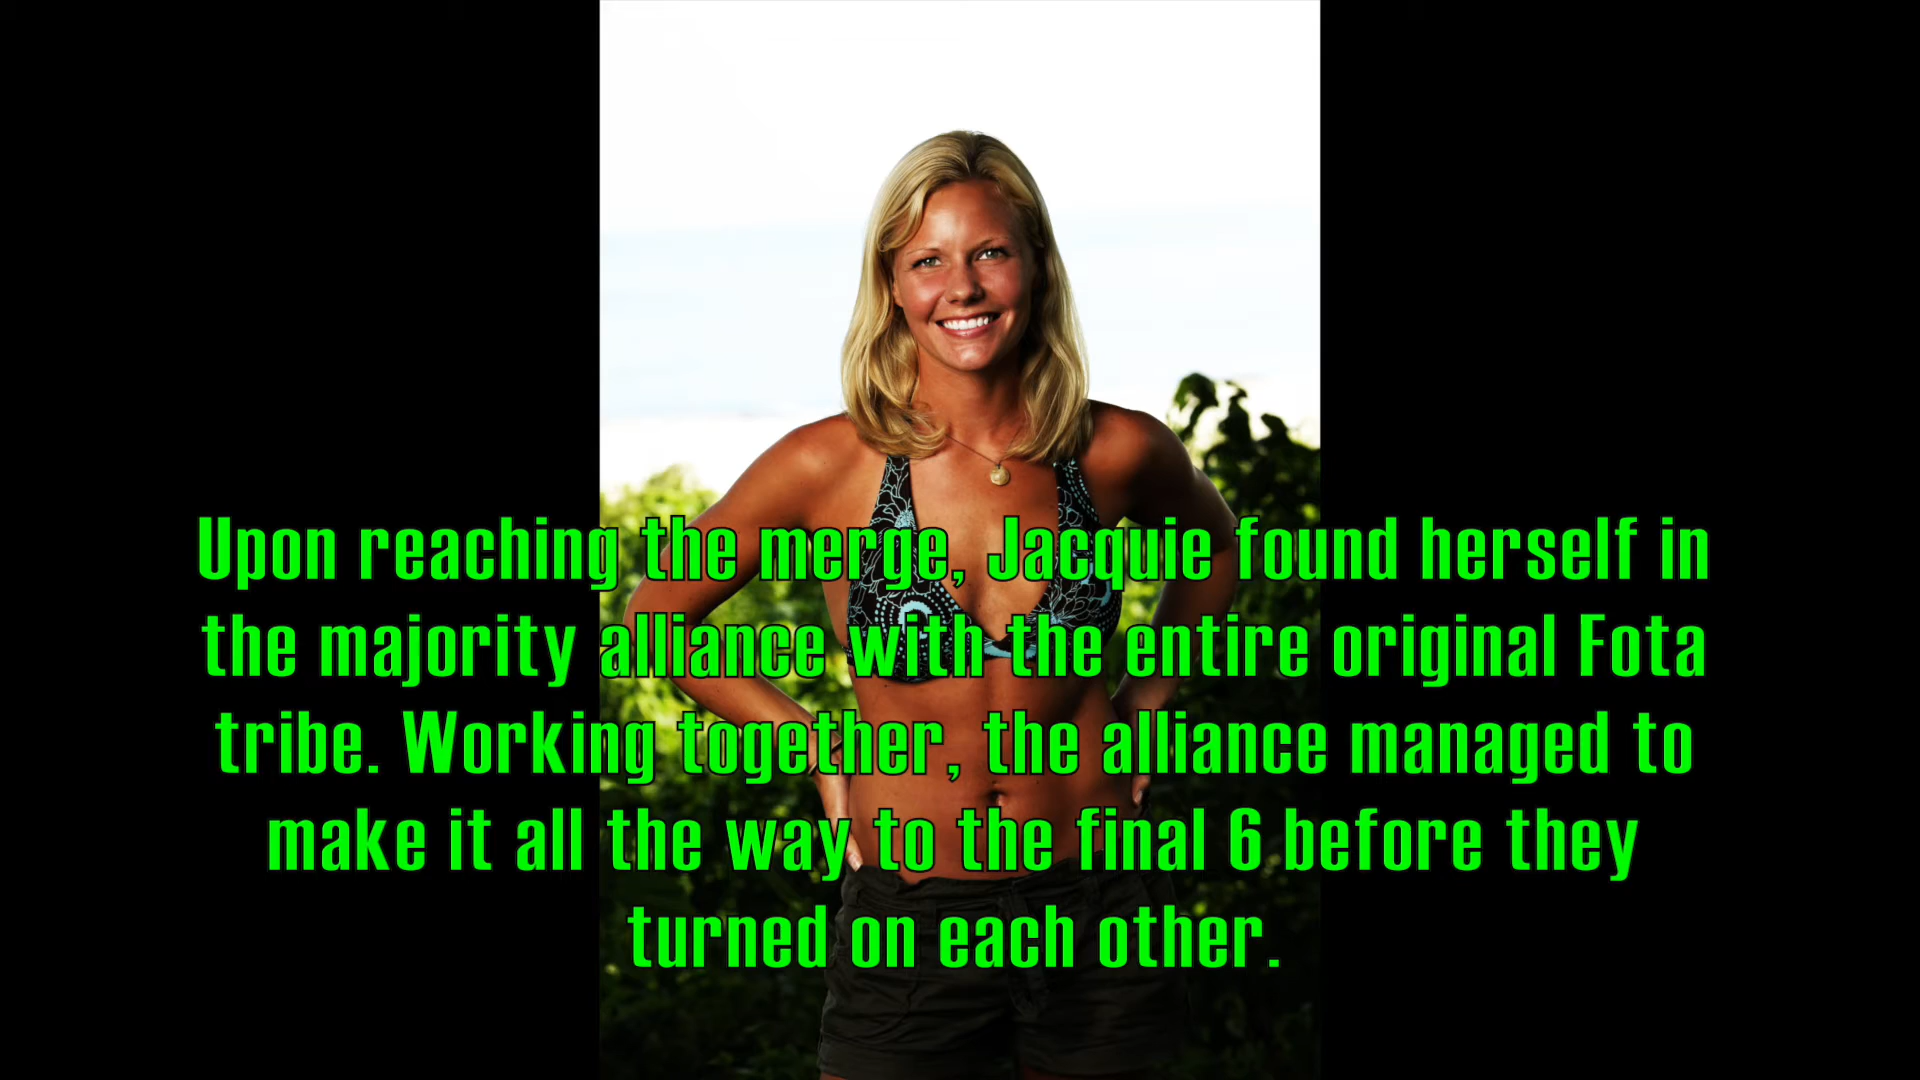 Upon reaching the merge, Jacquie found herself in
the majority alliance with the entire original Fota
tribe. Working together, the alliance managed to
make it all the way to the final 6 before they
turned on each other.